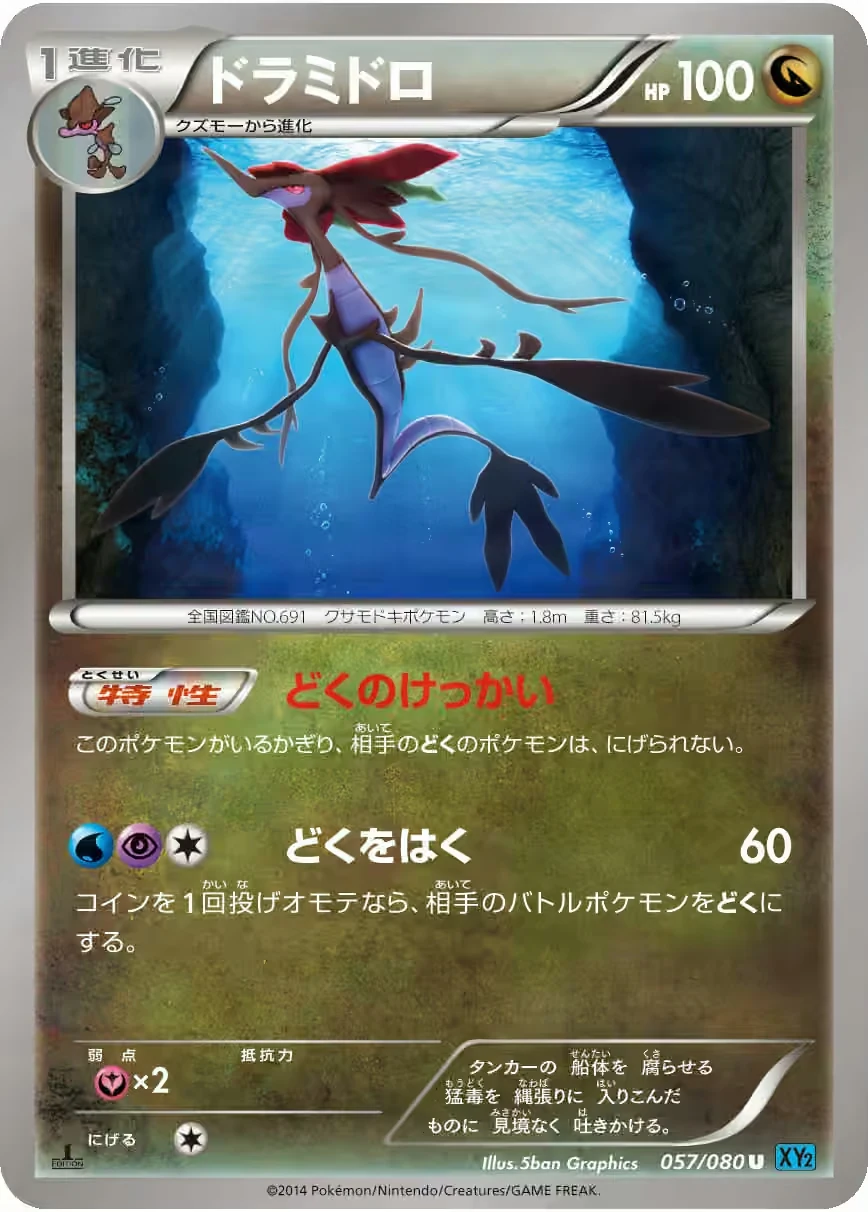 1進化
ドラミドロ
HP 100
クズモーから進化
全国図鑑NO.691 クサモドキポケモン 高さ:1.8m 重さ:81.5kg
とくせい
特性 どくのけっかい
このポケモンがいるかぎり、相手のどくのポケモンは、にげられない。
どくをはく 60
コインを1回投げオモテなら、相手のバトルポケモンをどくに
する。
弱点 抵抗力
×2
にげる
タンカーの 船体を 腐らせる
猛毒を 縄張りに 入りこんだ
ものに 見境なく 吐きかける。
1 EDITION
Illus.5ban Graphics 057/080 U XY2
©2014 Pokémon/Nintendo/Creatures/GAME FREAK.